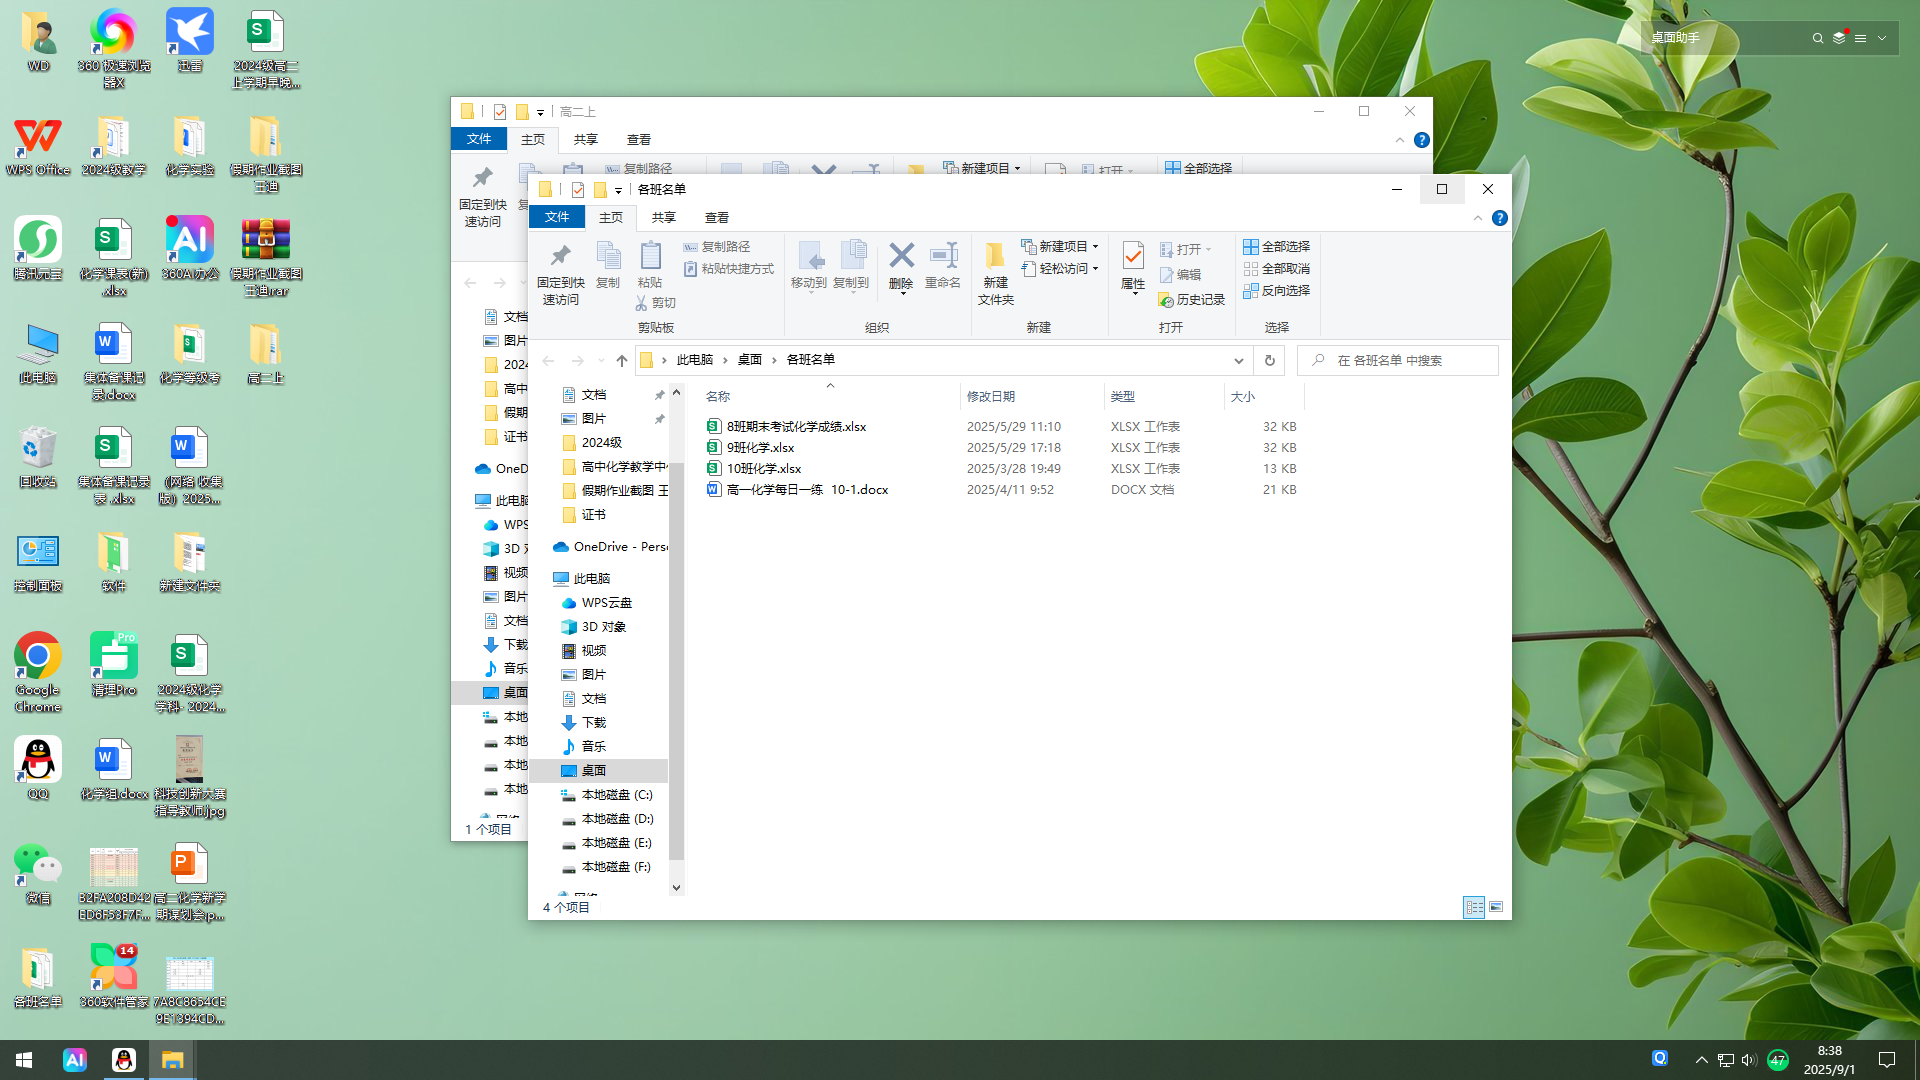 WD
360 极速浏览
器X
迅雷
2024级高二
上学期早晚...
WPS Office
2024级教学
化学实验
假期作业截图
王迪
腾讯元宝
化学课录(新)
.xlsx
360AI办公
假期作业截图
王迪.rar
此电脑
集体备课记
录.docx
化学等级考
高二上
回收站
集体备课记录
表 .xlsx
(网络 收集
版) 2025...
控制面板
软件
新建文件夹
Google
Chrome
清理Pro
2024级化学
学科- 2024...
QQ
化学组.docx
科技创新大赛
指导教师.jpg
微信
B2FA208D42
ED6F53F7F...
高二化学新学
期谋划会.p...
各班名单
14
360软件管家
7A8C8654CE
9E1394CD...
桌面助手
高二上
文件
主页
共享
查看
固定到快
速访问
复制路径
新建项目
打开
全部选择
文档
图片
2024
高中
假期
证书
OneD
此电脑
WPS
3D
视频
图片
文档
下载
音乐
桌面
本地
本地
本地
本地
1 个项目
各班名单
文件
主页
共享
查看
固定到快
速访问
复制
粘贴
复制路径
粘贴快捷方式
剪切
剪贴板
移动到
复制到
删除
重命名
组织
新建
文件夹
新建项目
轻松访问
新建
属性
打开
编辑
历史记录
打开
全部选择
全部取消
反向选择
选择
此电脑
桌面
各班名单
在 各班名单 中搜索
文档
图片
2024级
高中化学教学中
假期作业截图 王
证书
OneDrive - Pers
此电脑
WPS云盘
3D 对象
视频
图片
文档
下载
音乐
桌面
本地磁盘 (C:)
本地磁盘 (D:)
本地磁盘 (E:)
本地磁盘 (F:)
名称 修改日期 类型 大小
8班期末考试化学成绩.xlsx 2025/5/29 11:10 XLSX 工作表 32 KB
9班化学.xlsx 2025/5/29 17:18 XLSX 工作表 32 KB
10班化学.xlsx 2025/3/28 19:49 XLSX 工作表 13 KB
高一化学每日一练 10-1.docx 2025/4/11 9:52 DOCX 文档 21 KB
4 个项目
47
8:38
2025/9/1